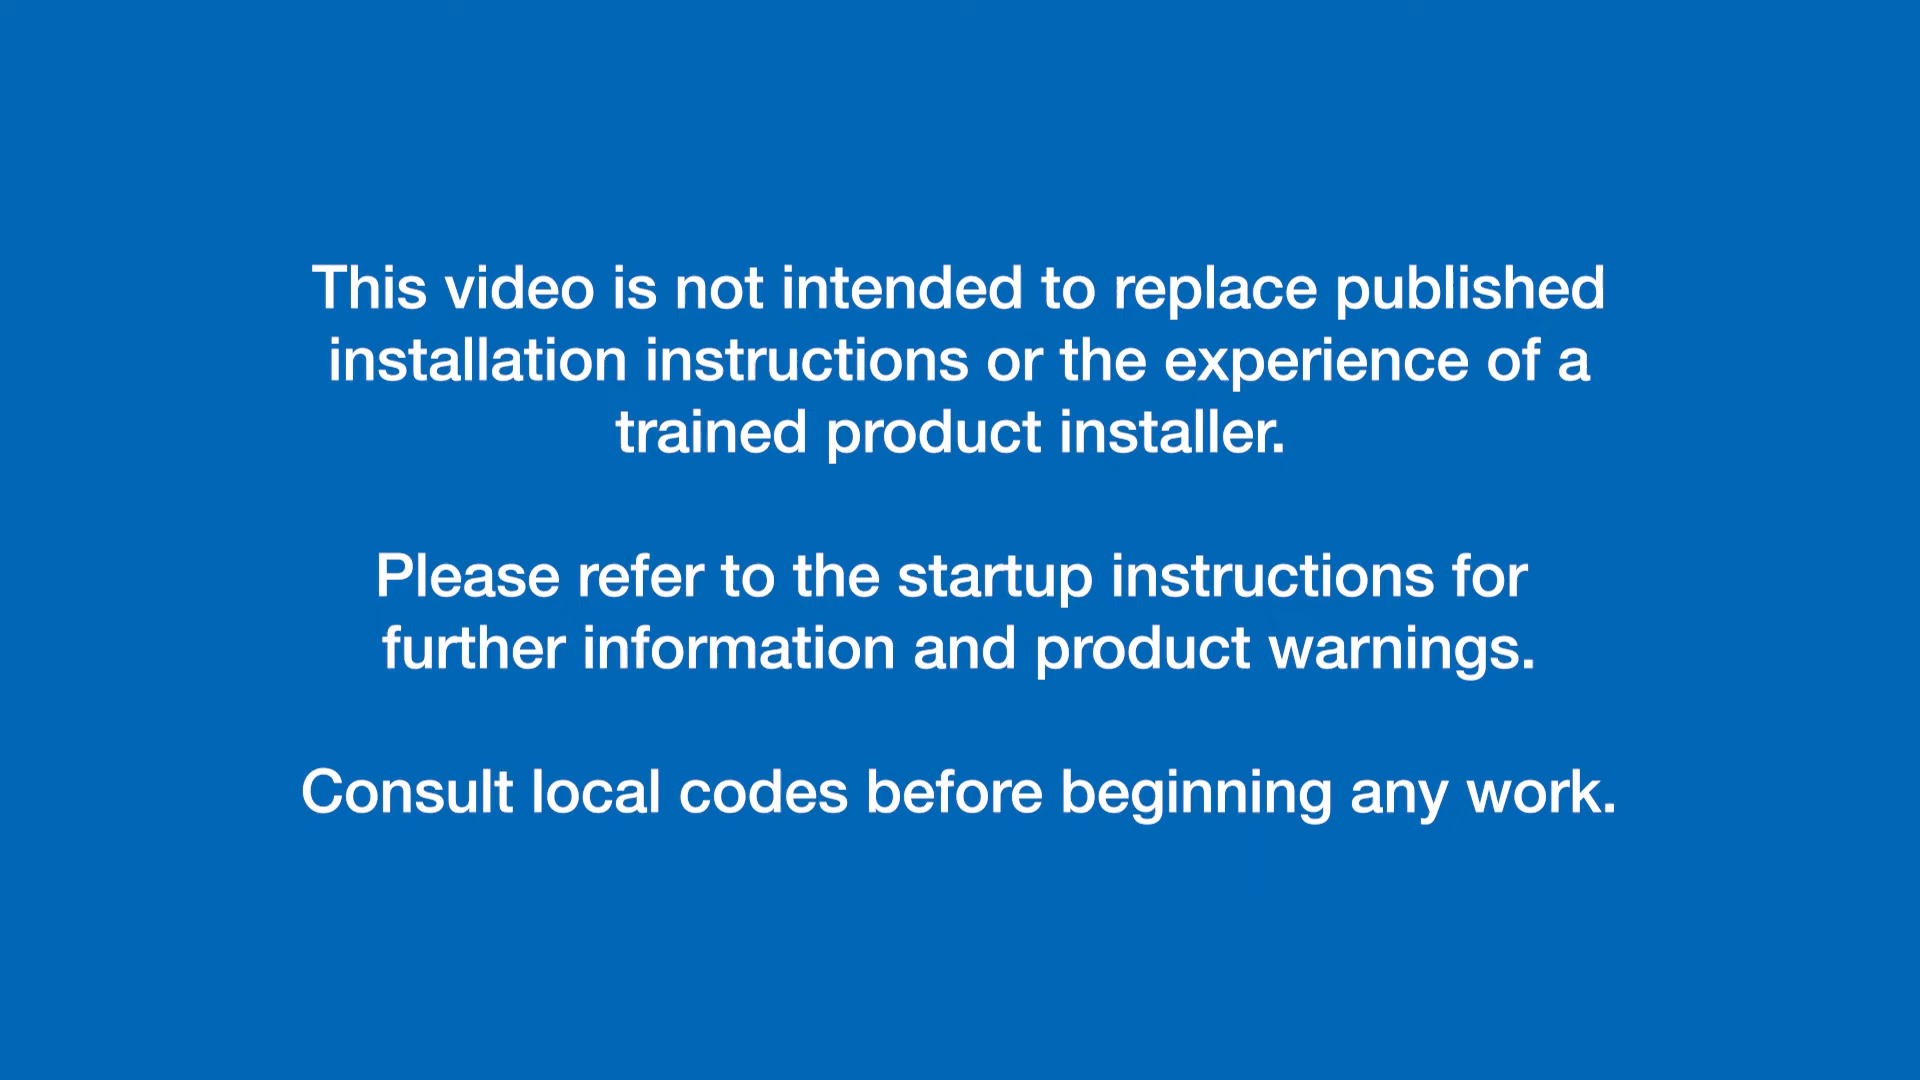 This video is not intended to replace published
installation instructions or the experience of a
trained product installer.
Please refer to the startup instructions for
further information and product warnings.
Consult local codes before beginning any work.